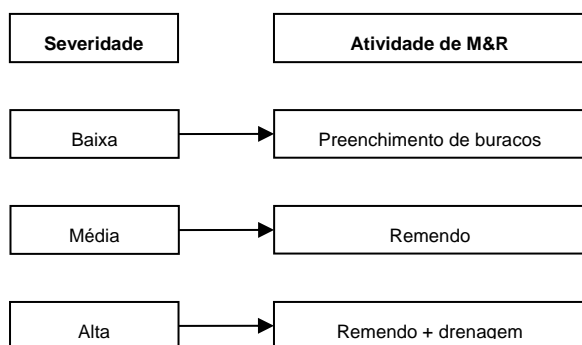 Severidade Atividade de M&R
Baixa Preenchimento de buracos
Média Remendo
Alta Remendo + drenagem